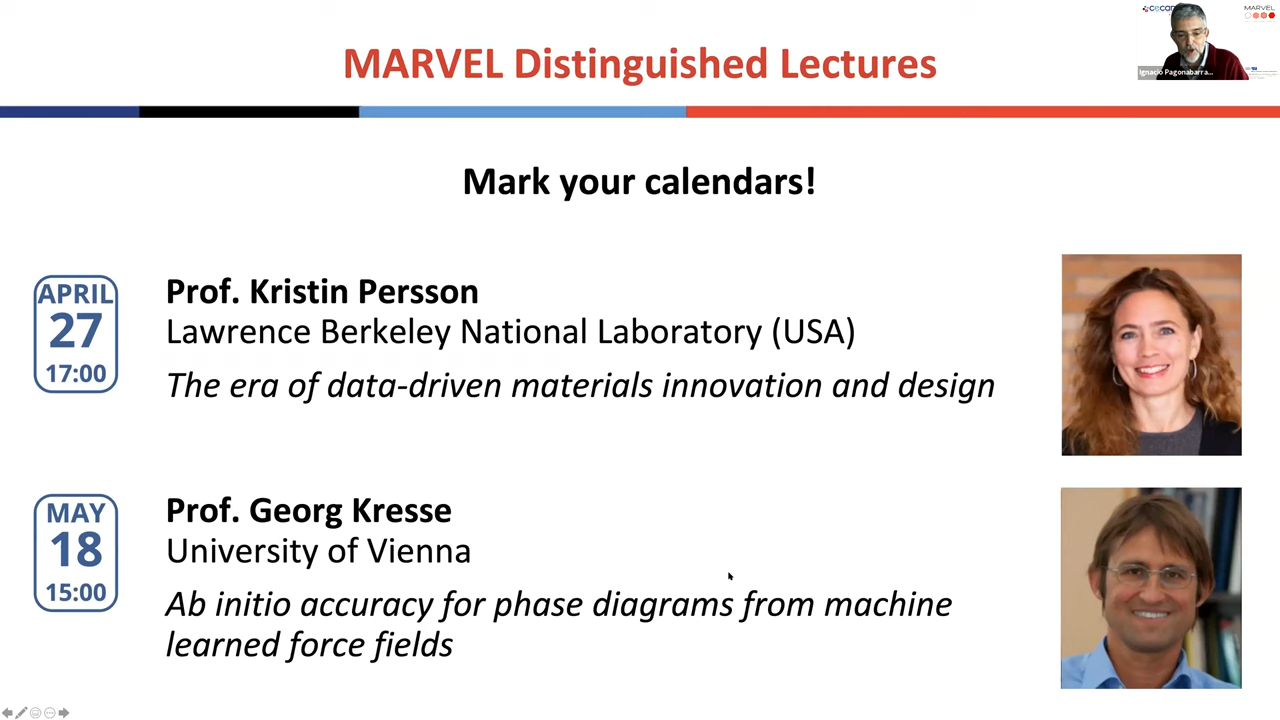 MARVEL Distinguished Lectures
cecam
MARVEL
Ignacio Pagonabarra...
Mark your calendars!
APRIL
27
17:00
Prof. Kristin Persson
Lawrence Berkeley National Laboratory (USA)
The era of data-driven materials innovation and design
MAY
18
15:00
Prof. Georg Kresse
University of Vienna
Ab initio accuracy for phase diagrams from machine
learned force fields